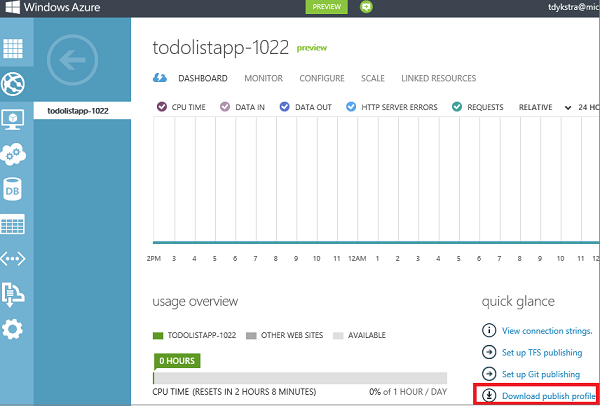 Windows Azure PREVIEW tdykstra@mic
todolistapp-1022 preview
DASHBOARD MONITOR CONFIGURE SCALE LINKED RESOURCES
todolistapp-1022
CPU TIME DATA IN DATA OUT HTTP SERVER ERRORS REQUESTS RELATIVE 24 HO
DB
2PM 3 4 5 6 7 8 9 10 11 12AM 1 2 3 4 5 6 7 8 9 10 11 12
usage overview
TODOLISTAPP-1022 OTHER WEB SITES AVAILABLE
0 HOURS
CPU TIME (RESETS IN 2 HOURS 8 MINUTES) 0% of 1 HOUR / DAY
quick glance
View connection strings.
Set up TFS publishing
Set up Git publishing
Download publish profile